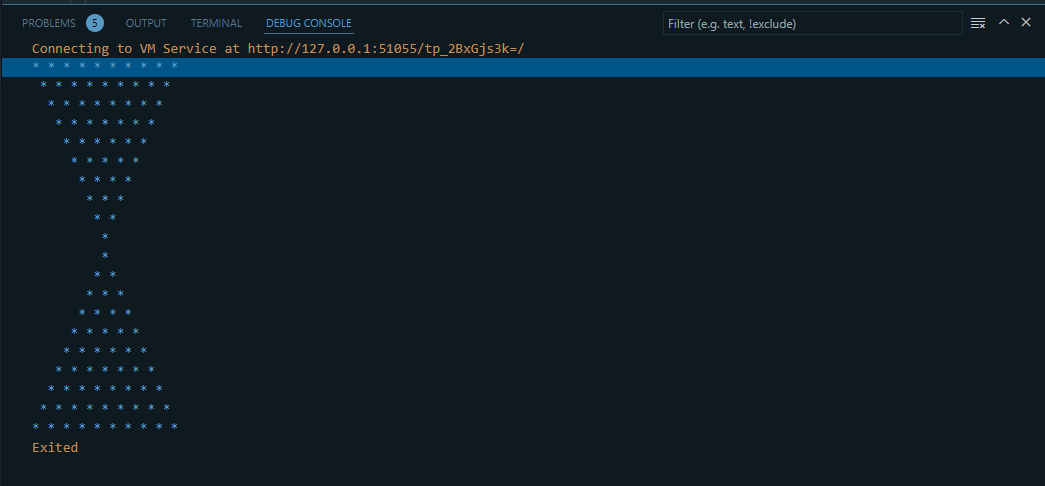 PROBLEMS 5 OUTPUT TERMINAL DEBUG CONSOLE Filter (e.g. text, !exclude)
Connecting to VM Service at http://127.0.0.1:51055/tp_2BxGjs3k=/
* * * * * * * * * *
 * * * * * * * * *
  * * * * * * * *
   * * * * * * *
    * * * * * *
     * * * * *
      * * * *
       * * *
        * *
         *
         *
        * *
       * * *
      * * * *
     * * * * *
    * * * * * *
   * * * * * * *
  * * * * * * * *
 * * * * * * * * *
* * * * * * * * * *
Exited